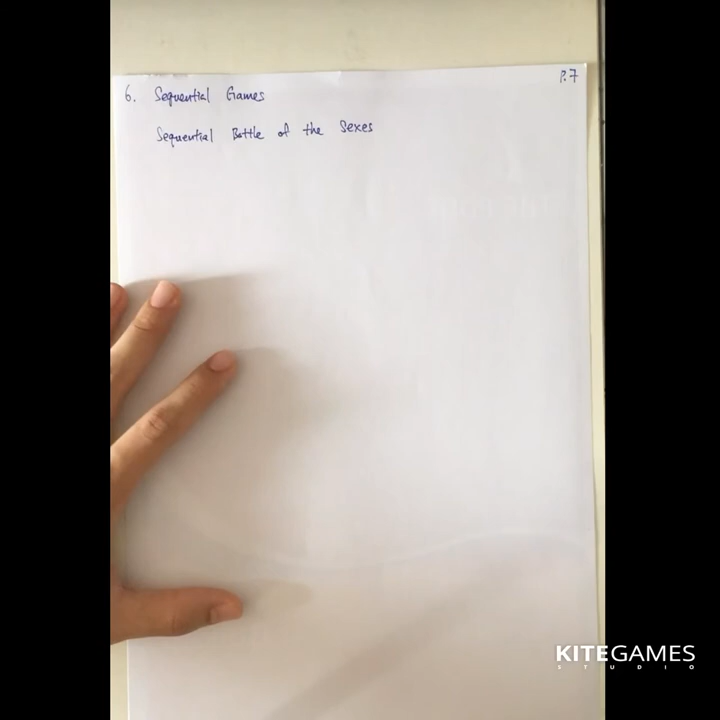 P.7
6. Sequential Games
Sequential Battle of the Sexes
KITEGAMES
STUDIO